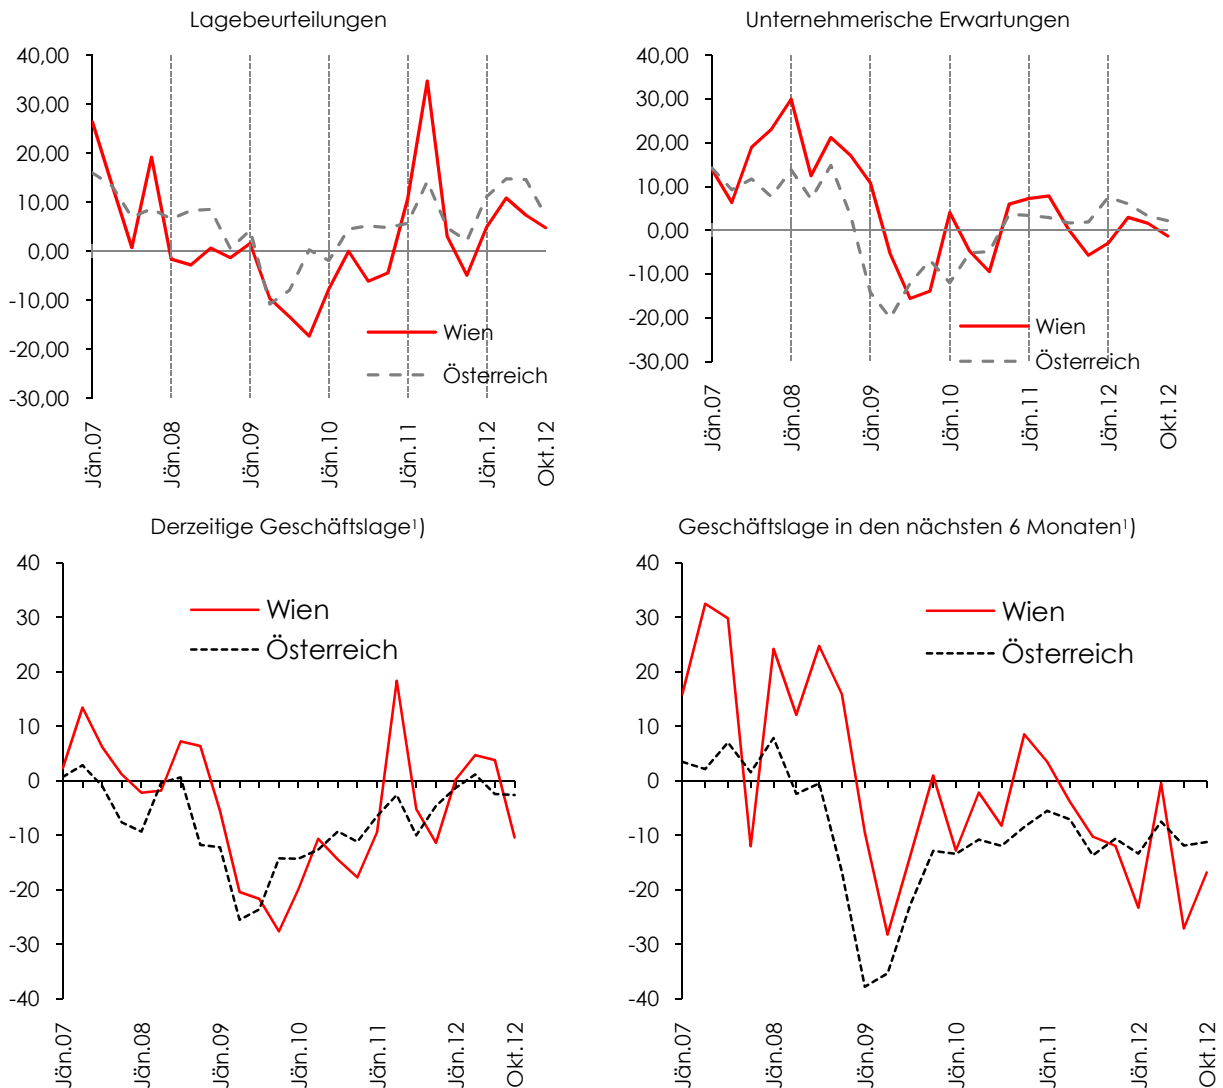 Lagebeurteilungen
40,00
30,00
20,00
10,00
0,00
-10,00
-20,00
-30,00
Wien
Österreich
Jän.07
Jän.08
Jän.09
Jän.10
Jän.11
Jän.12
Okt.12
Unternehmerische Erwartungen
40,00
30,00
20,00
10,00
0,00
-10,00
-20,00
-30,00
Wien
Österreich
Jän.07
Jän.08
Jän.09
Jän.10
Jän.11
Jän.12
Okt.12
Derzeitige Geschäftslage¹)
40
30
20
10
0
-10
-20
-30
-40
Wien
Österreich
Jän.07
Jän.08
Jän.09
Jän.10
Jän.11
Jän.12
Okt.12
Geschäftslage in den nächsten 6 Monaten¹)
40
30
20
10
0
-10
-20
-30
-40
Wien
Österreich
Jän.07
Jän.08
Jän.09
Jän.10
Jän.11
Jän.12
Okt.12